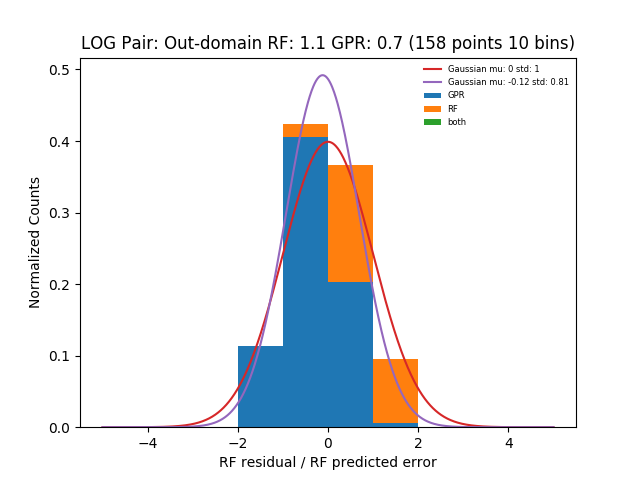 LOG Pair: Out-domain RF: 1.1 GPR: 0.7 (158 points 10 bins)
Gaussian mu: 0 std: 1
Gaussian mu: -0.12 std: 0.81
GPR
RF
both
Normalized Counts
0.5
0.4
0.3
0.2
0.1
0.0
−4 −2 0 2 4
RF residual / RF predicted error